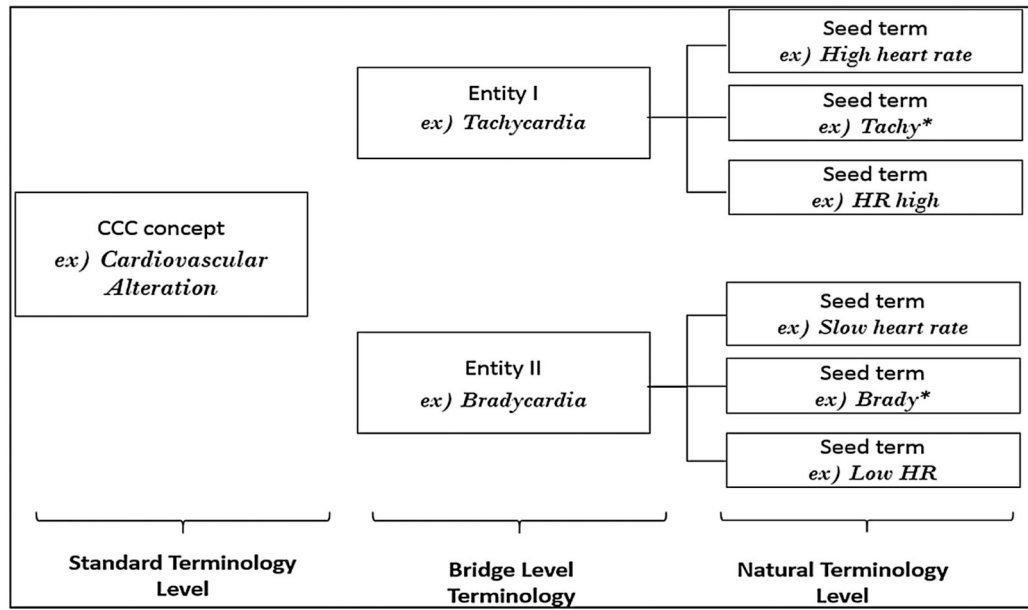 CCC concept
ex) Cardiovascular
Alteration
Entity I
ex) Tachycardia
Entity II
ex) Bradycardia
Seed term
ex) High heart rate
Seed term
ex) Tachy*
Seed term
ex) HR high
Seed term
ex) Slow heart rate
Seed term
ex) Brady*
Seed term
ex) Low HR
Standard Terminology
Level
Bridge Level
Terminology
Natural Terminology
Level